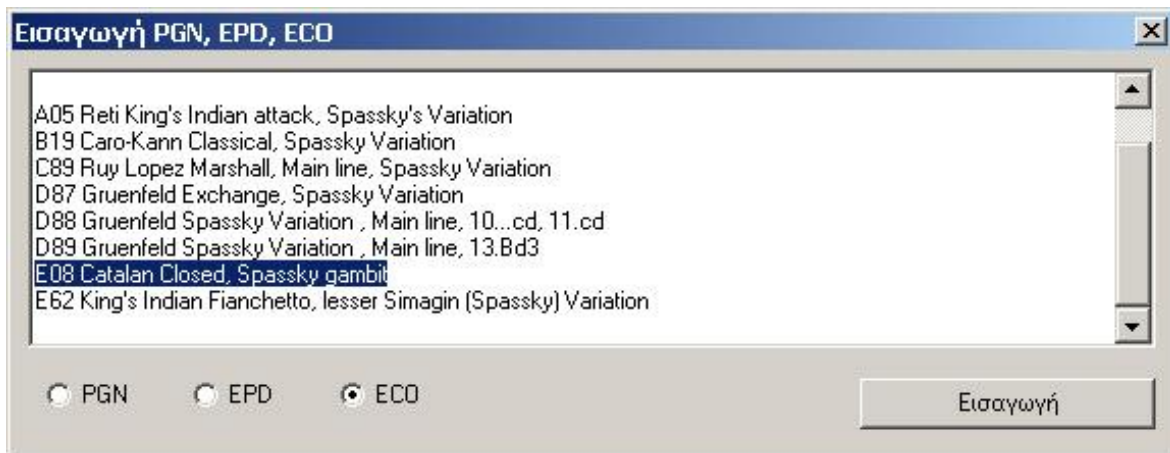 Εισαγωγή PGN, EPD, ECO
A05 Reti King's Indian attack, Spassky's Variation
B19 Caro-Kann Classical, Spassky Variation
C89 Ruy Lopez Marshall, Main line, Spassky Variation
D87 Gruenfeld Exchange, Spassky Variation
D88 Gruenfeld Spassky Variation , Main line, 10...cd, 11.cd
D89 Gruenfeld Spassky Variation , Main line, 13.Bd3
E08 Catalan Closed, Spassky gambit
E62 King's Indian Fianchetto, lesser Simagin (Spassky) Variation
PGN EPD ECO Εισαγωγή